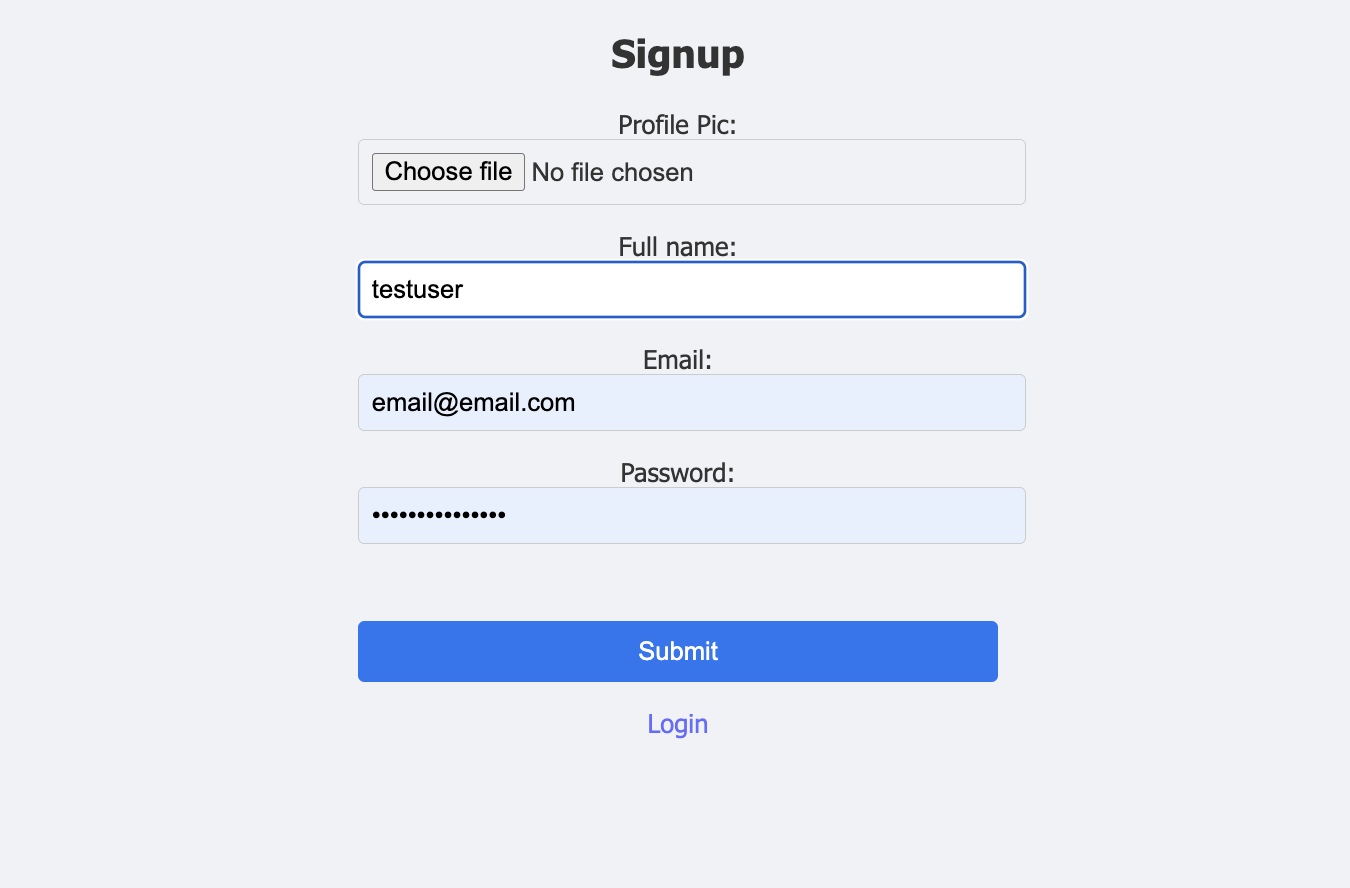 Signup
Profile Pic:
Choose file No file chosen
Full name:
testuser
Email:
email@email.com
Password:
•••••••••••••••
Submit
Login